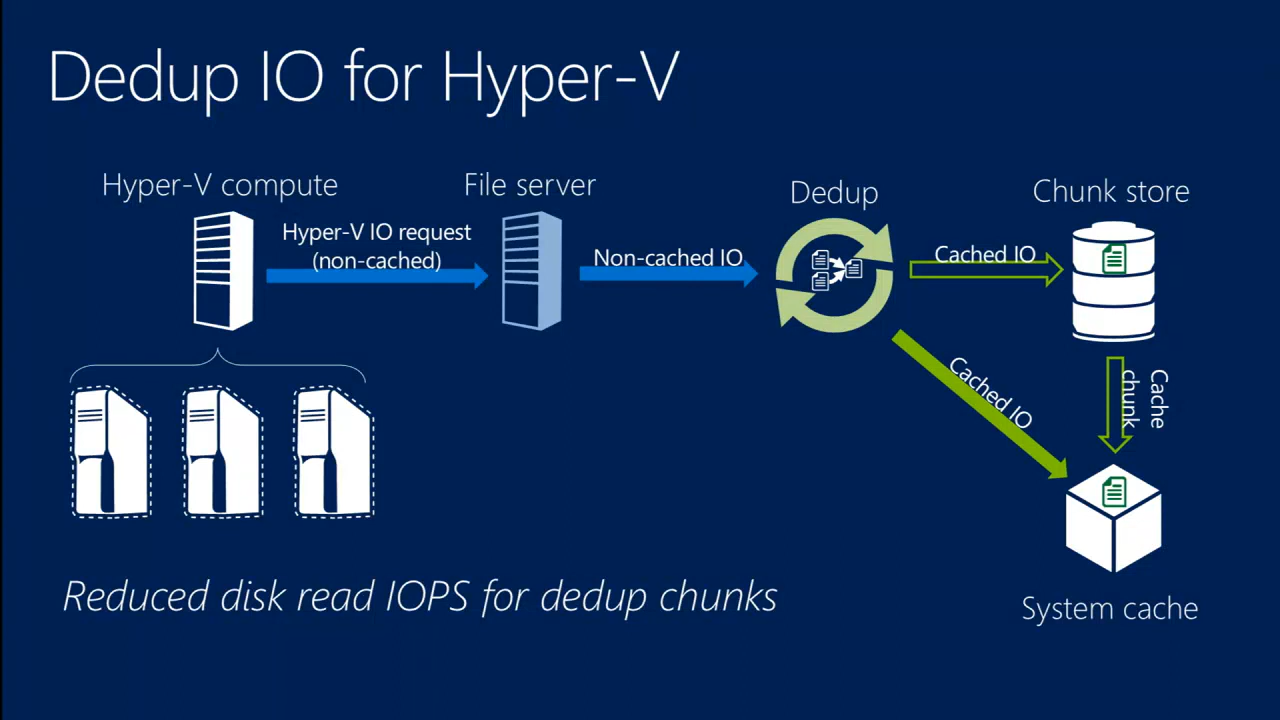 Dedup IO for Hyper-V
Hyper-V compute
File server
Dedup
Chunk store
Hyper-V IO request
(non-cached)
Non-cached IO
Cached IO
Cached IO
Cache
chunk
Reduced disk read IOPS for dedup chunks
System cache